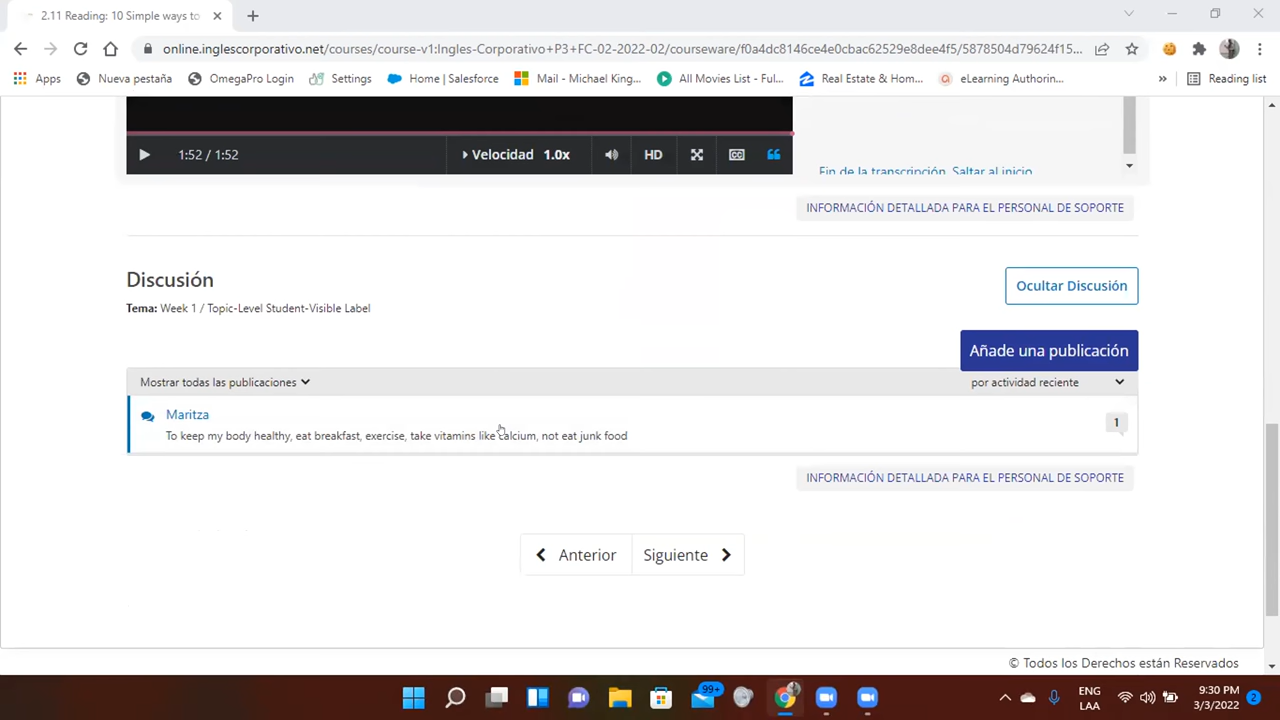 2.11 Reading: 10 Simple ways to
online.inglescorporativo.net/courses/course-v1:Ingles-Corporativo+P3+FC-02-2022-02/courseware/f0a4dc8146ce4e0cbac62529e8dee4f5/5878504d79624f15...
Apps Nueva pestaña OmegaPro Login Settings Home | Salesforce Mail - Michael King... All Movies List - Ful... Real Estate & Hom... eLearning Authorin... » Reading list
1:52 / 1:52 Velocidad 1.0x HD CC
Fin de la transcripción. Saltar al inicio.
INFORMACIÓN DETALLADA PARA EL PERSONAL DE SOPORTE
Discusión
Ocultar Discusión
Tema: Week 1 / Topic-Level Student-Visible Label
Añade una publicación
Mostrar todas las publicaciones por actividad reciente
Maritza
1
To keep my body healthy, eat breakfast, exercise, take vitamins like calcium, not eat junk food
INFORMACIÓN DETALLADA PARA EL PERSONAL DE SOPORTE
Anterior Siguiente
© Todos los Derechos están Reservados
99+
ENG
LAA
9:30 PM
3/3/2022
2